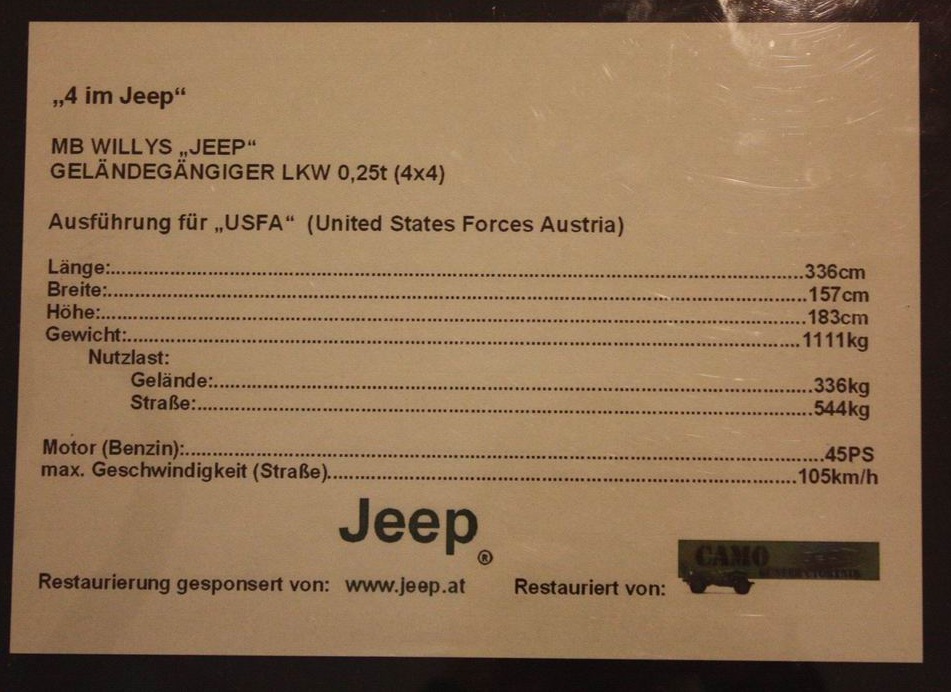 „4 im Jeep“
MB WILLYS „JEEP“
GELÄNDEGÄNGIGER LKW 0,25t (4x4)
Ausführung für „USFA“ (United States Forces Austria)
Länge:..........336cm
Breite:..........157cm
Höhe:..........183cm
Gewicht:..........1111kg
Nutzlast:
Gelände:..........336kg
Straße:..........544kg
Motor (Benzin):..........45PS
max. Geschwindigkeit (Straße)..........105km/h
Jeep®
Restaurierung gesponsert von: www.jeep.at Restauriert von: CAMO